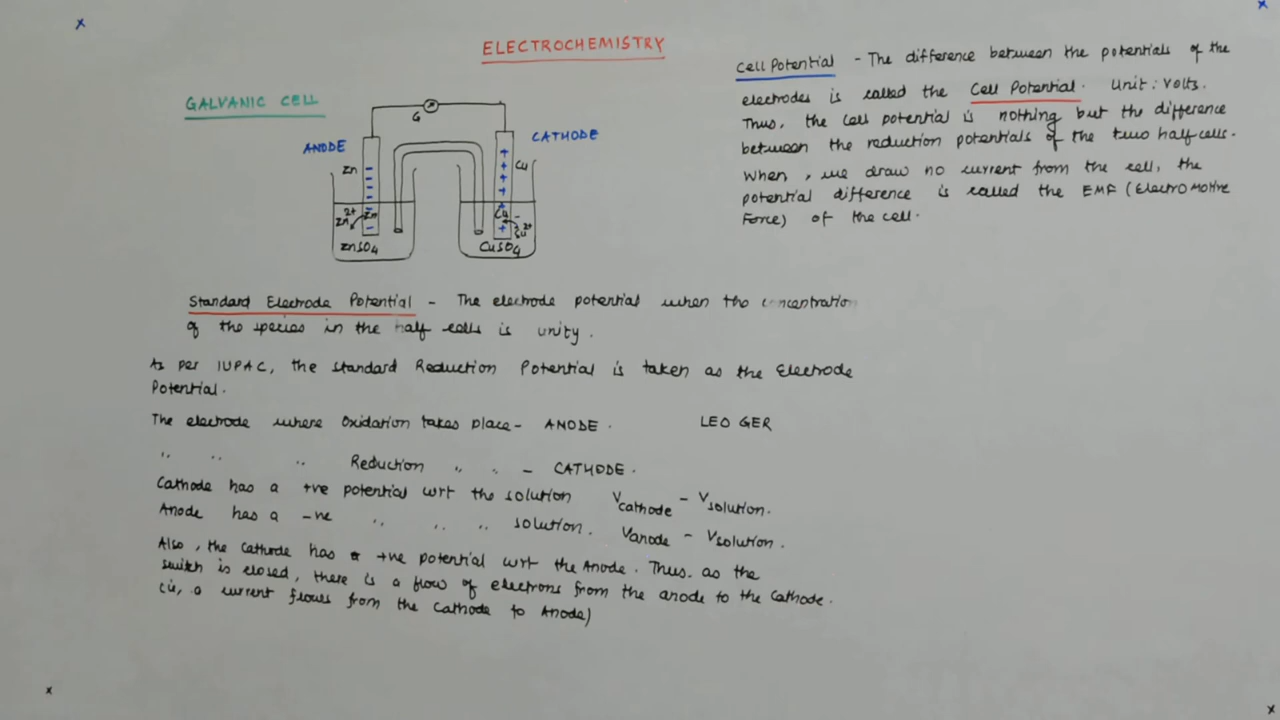 ELECTROCHEMISTRY
GALVANIC CELL
G
ANODE
CATHODE
Zn
Cu
Zn2+
Zn
Cu
Cu2+
ZnSO4
CuSO4
Cell Potential - The difference between the potentials of the
electrodes is called the Cell Potential. Unit: Volts.
Thus, the cell potential is nothing but the difference
between the reduction potentials of the two half cells.
When, we draw no current from the cell, the
potential difference is called the EMF (Electro Motive
Force) of the cell.
Standard Electrode Potential - The electrode potential when the concentration
of the species in the half cells is unity.
As per IUPAC, the Standard Reduction Potential is taken as the Electrode
Potential.
The electrode where Oxidation takes place - ANODE. LEO GER
,, ,, ,, Reduction ,, ,, - CATHODE.
Cathode has a +ve potential wrt the solution Vcathode - Vsolution.
Anode has a -ve ,, ,, ,, solution. Vanode - Vsolution.
Also, the cathode has a +ve potential wrt the Anode. Thus, as the
switch is closed, there is a flow of electrons from the anode to the cathode.
(ie, a current flows from the Cathode to Anode)